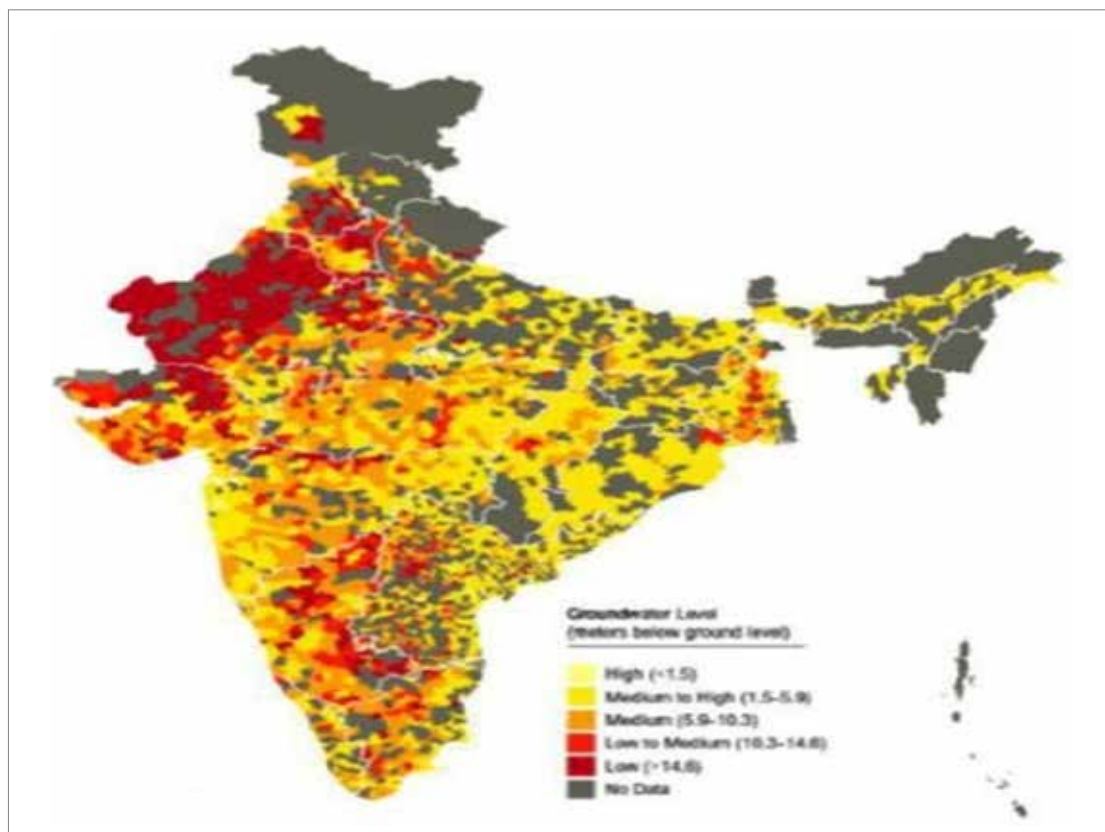 Groundwater Level
(meters below ground level)
High (<1.5)
Medium to High (1.5-5.9)
Medium (5.9-10.3)
Low to Medium (10.3-14.6)
Low (>14.6)
No Data